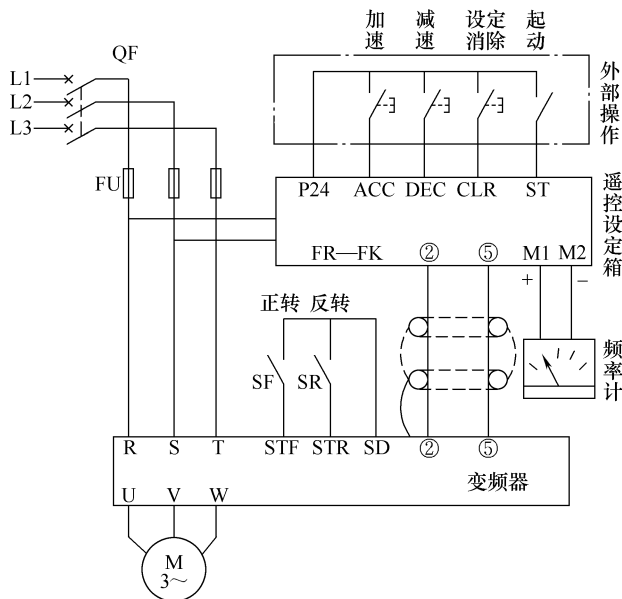 加速 减速 设定消除 起动
QF
L1
L2
L3
外部操作
FU
P24 ACC DEC CLR ST
遥控设定箱
FR—FK ② ⑤ M1 M2
+ −
正转 反转
SF SR
频率计
R S T STF STR SD ② ⑤
变频器
U V W
M
3～